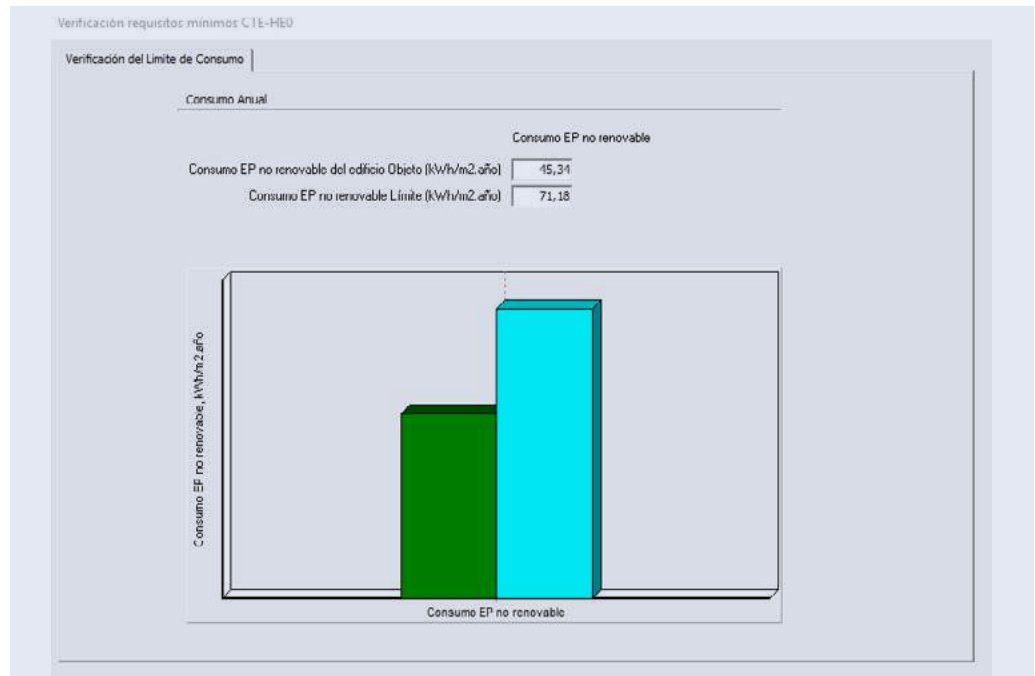 Verificación requisitos mínimos CTE-HE0
Verificación del Límite de Consumo
Consumo Anual
Consumo EP no renovable
Consumo EP no renovable del edificio Objeto (kWh/m2.año) 45,34
Consumo EP no renovable Límite (kWh/m2.año) 71,18
Consumo EP no renovable, kWh/m2.año
Consumo EP no renovable